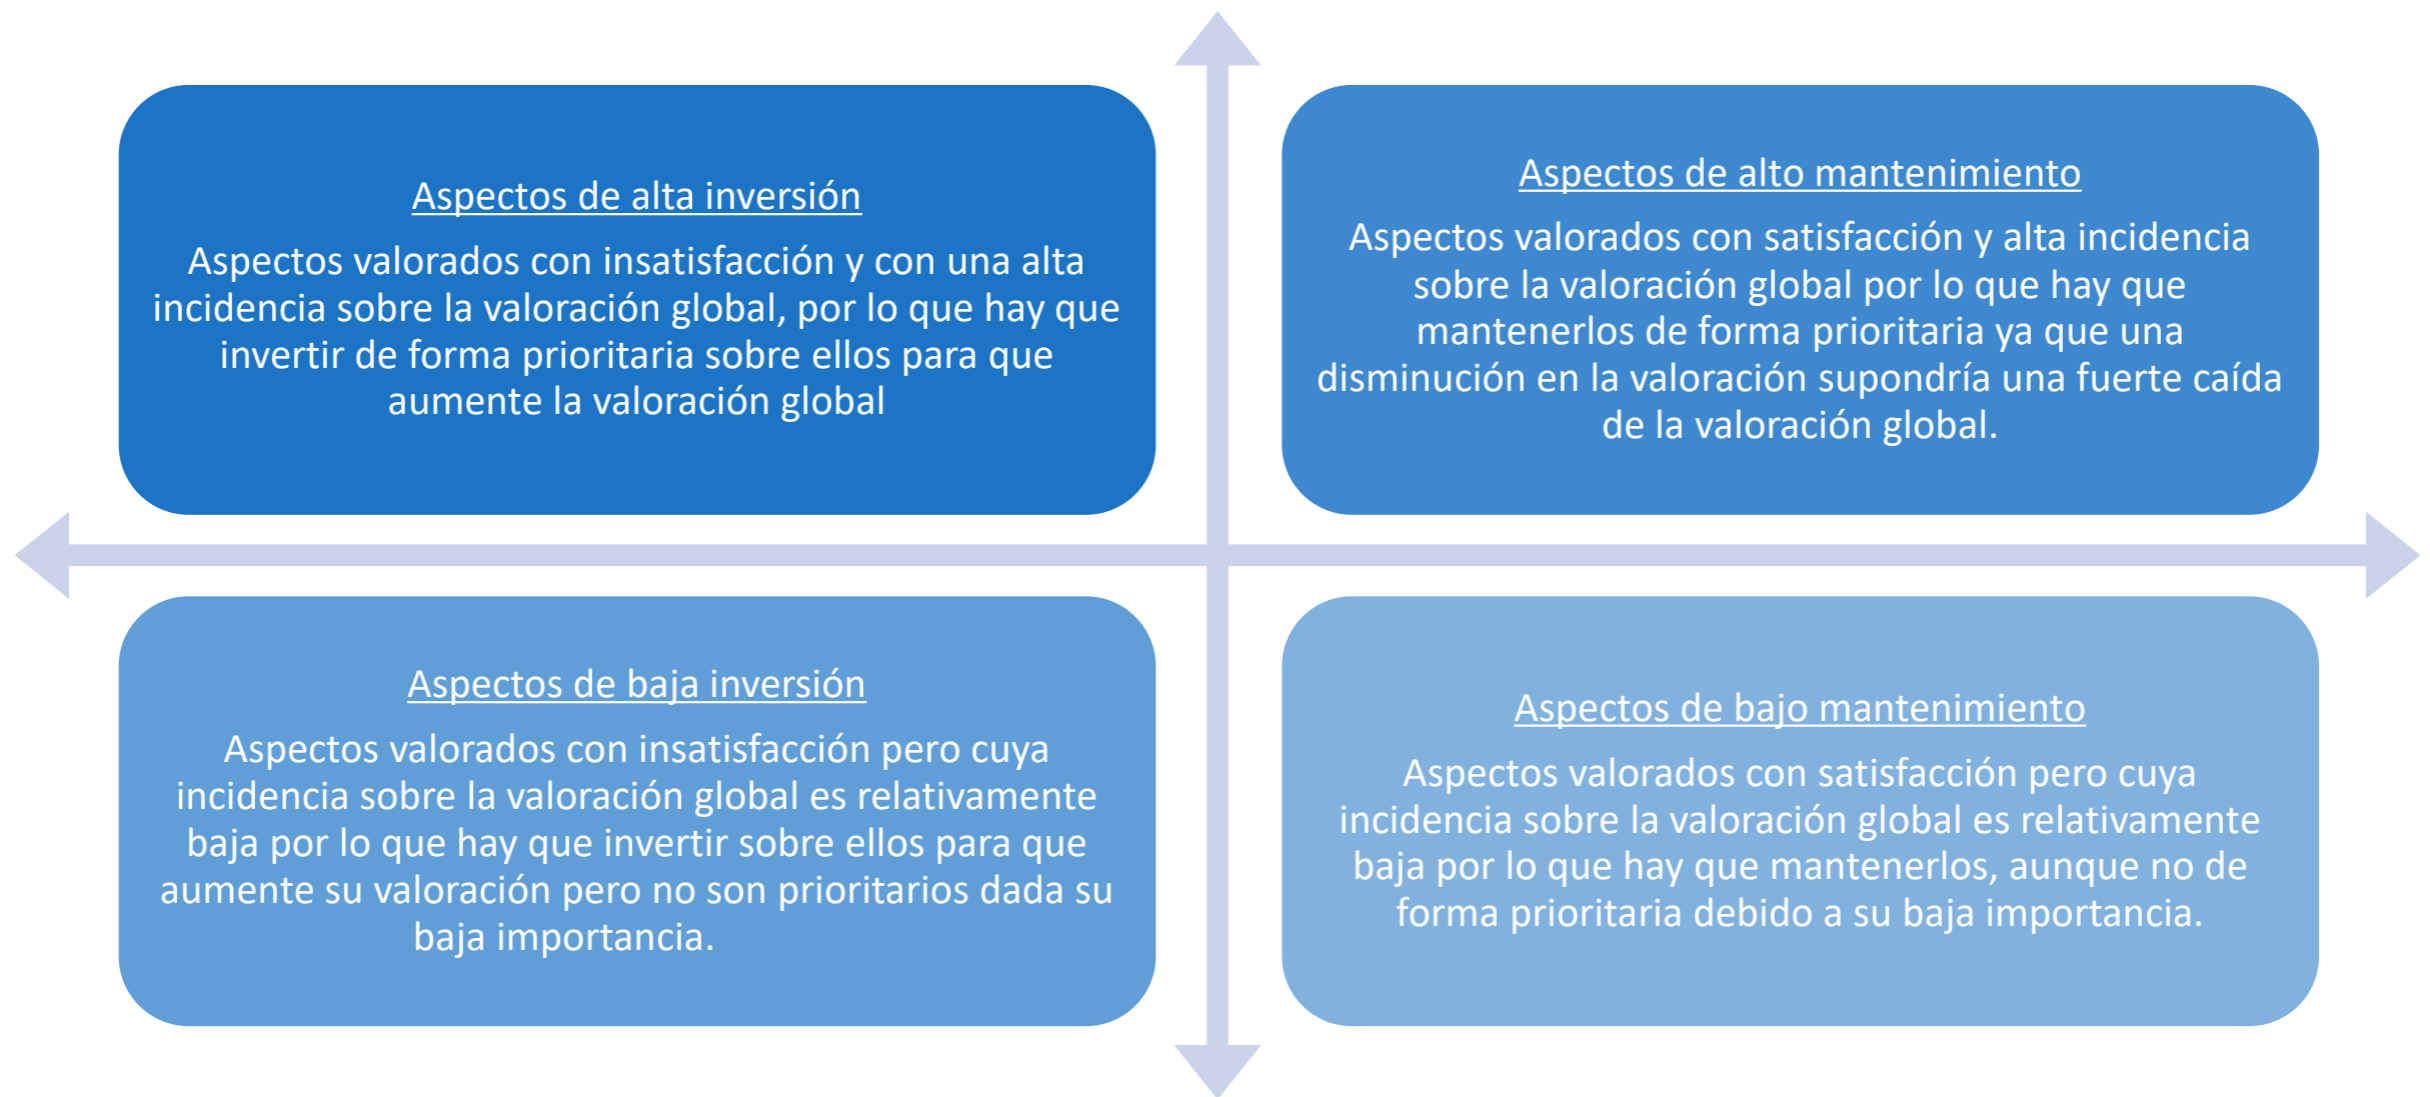 Aspectos de alta inversión
Aspectos valorados con insatisfacción y con una alta
incidencia sobre la valoración global, por lo que hay que
invertir de forma prioritaria sobre ellos para que
aumente la valoración global
Aspectos de alto mantenimiento
Aspectos valorados con satisfacción y alta incidencia
sobre la valoración global por lo que hay que
mantenerlos de forma prioritaria ya que una
disminución en la valoración supondría una fuerte caída
de la valoración global.
Aspectos de baja inversión
Aspectos valorados con insatisfacción pero cuya
incidencia sobre la valoración global es relativamente
baja por lo que hay que invertir sobre ellos para que
aumente su valoración pero no son prioritarios dada su
baja importancia.
Aspectos de bajo mantenimiento
Aspectos valorados con satisfacción pero cuya
incidencia sobre la valoración global es relativamente
baja por lo que hay que mantenerlos, aunque no de
forma prioritaria debido a su baja importancia.